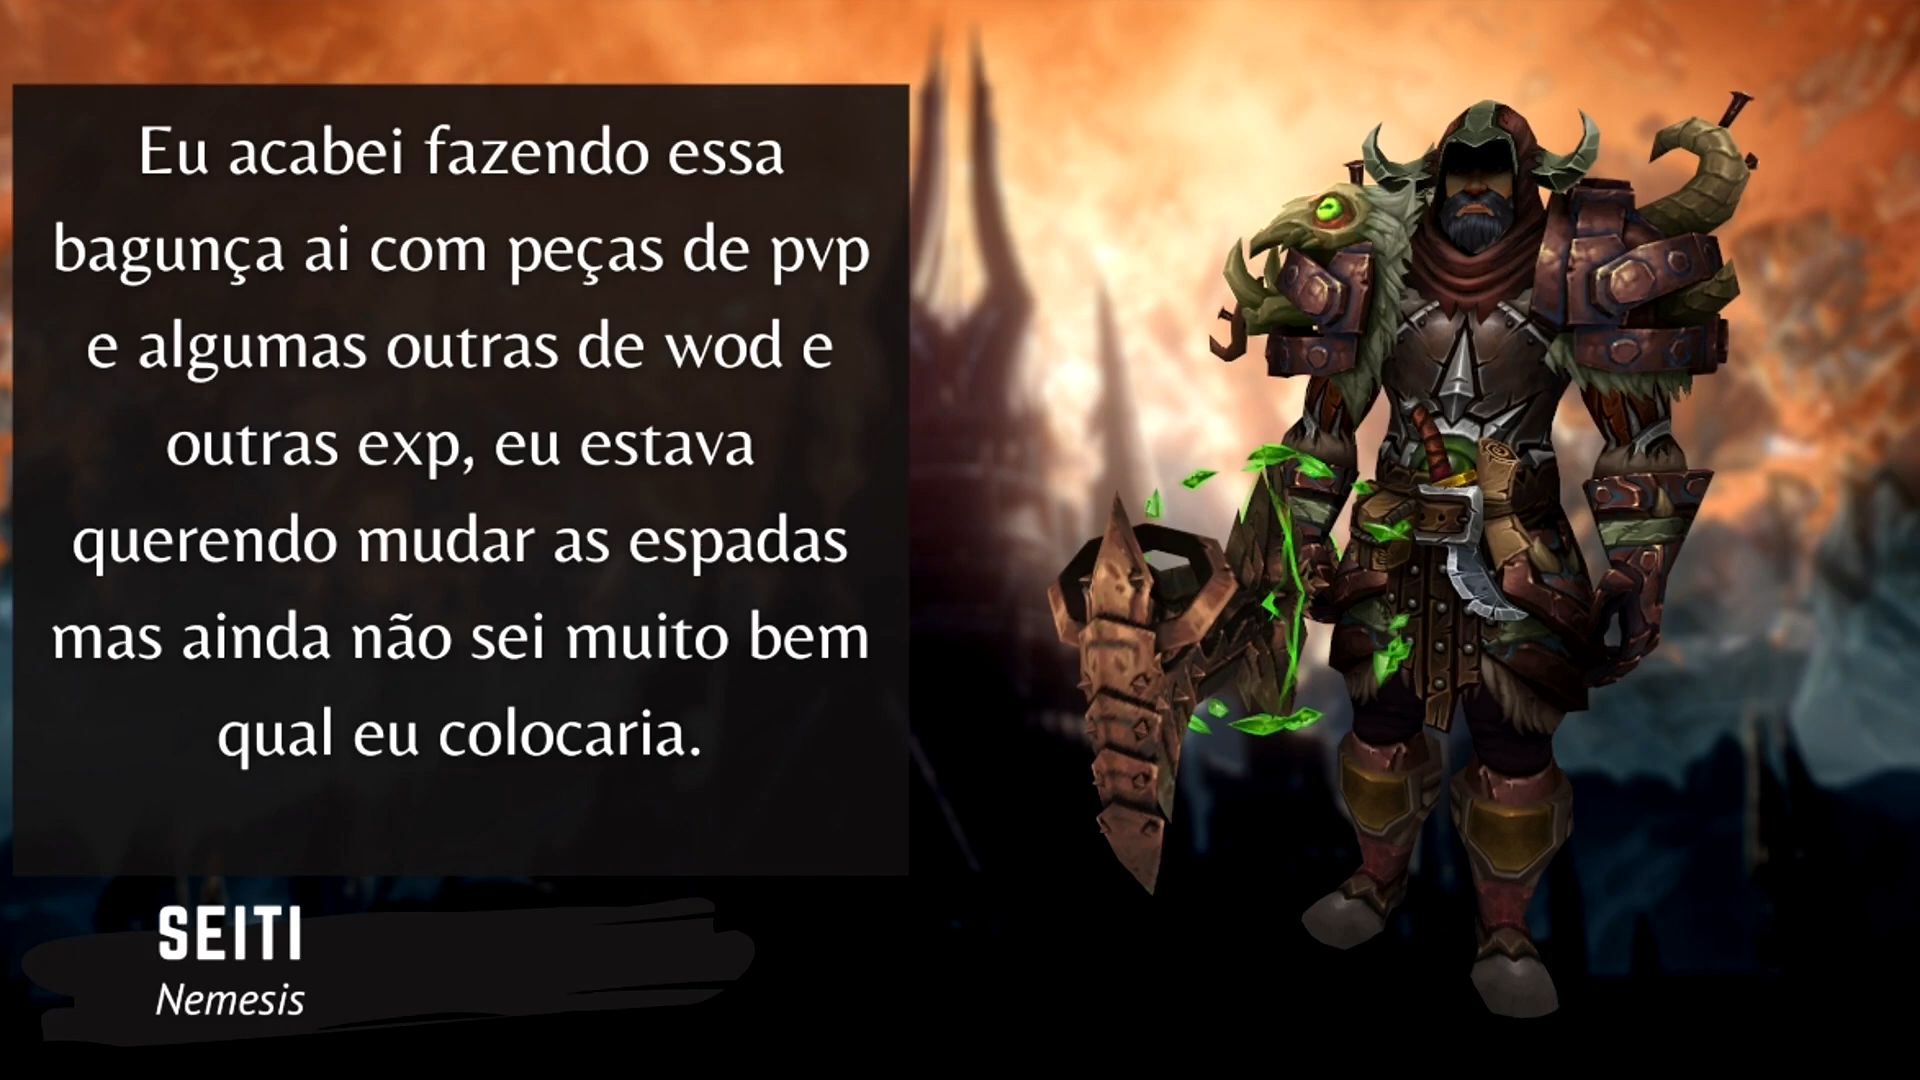 Eu acabei fazendo essa
bagunça ai com peças de pvp
e algumas outras de wod e
outras exp, eu estava
querendo mudar as espadas
mas ainda não sei muito bem
qual eu colocaria.
SEITI
Nemesis